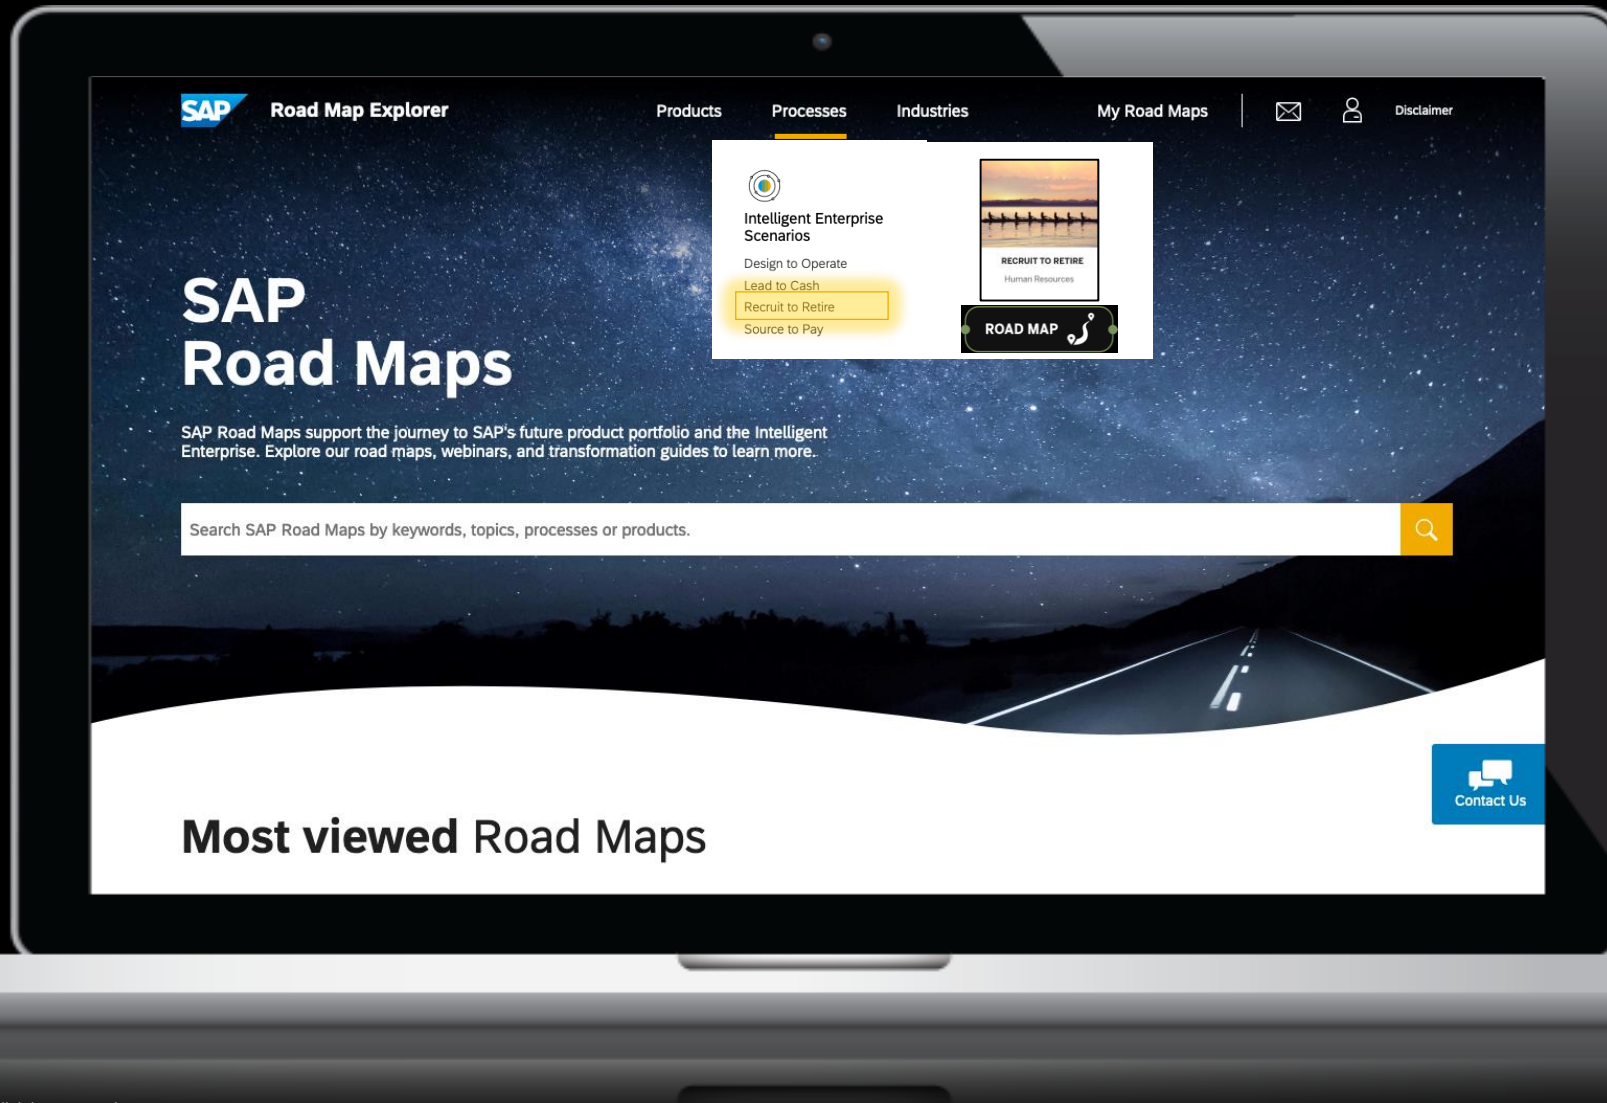 SAP
Road Map Explorer
Products
Processes
Industries
My Road Maps
Disclaimer
Intelligent Enterprise
Scenarios
Design to Operate
Lead to Cash
Recruit to Retire
Source to Pay
RECRUIT TO RETIRE
Human Resources
ROAD MAP
SAP
Road Maps
SAP Road Maps support the journey to SAP's future product portfolio and the Intelligent
Enterprise. Explore our road maps, webinars, and transformation guides to learn more.
Search SAP Road Maps by keywords, topics, processes or products.
Contact Us
Most viewed Road Maps